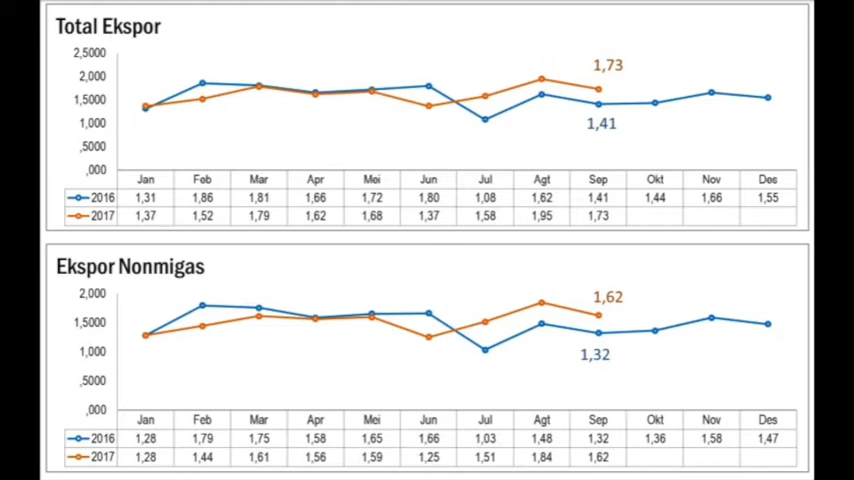 Total Ekspor
2,5000
2,000
1,5000
1,000
,5000
,000
1,73
1,41
Jan Feb Mar Apr Mei Jun Jul Agt Sep Okt Nov Des
2016 1,31 1,86 1,81 1,66 1,72 1,80 1,08 1,62 1,41 1,44 1,66 1,55
2017 1,37 1,52 1,79 1,62 1,68 1,37 1,58 1,95 1,73
Ekspor Nonmigas
2,000
1,5000
1,000
,5000
,000
1,62
1,32
Jan Feb Mar Apr Mei Jun Jul Agt Sep Okt Nov Des
2016 1,28 1,79 1,75 1,58 1,65 1,66 1,03 1,48 1,32 1,36 1,58 1,47
2017 1,28 1,44 1,61 1,56 1,59 1,25 1,51 1,84 1,62